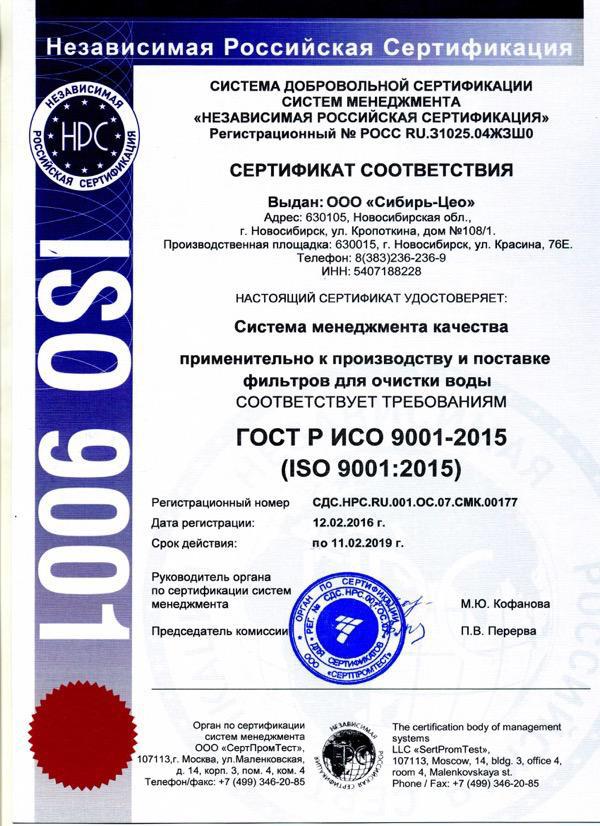 Независимая Российская Сертификация
НЕЗАВИСИМАЯ
НРС
РОССИЙСКАЯ СЕРТИФИКАЦИЯ
ISO 9001
СИСТЕМА ДОБРОВОЛЬНОЙ СЕРТИФИКАЦИИ
СИСТЕМ МЕНЕДЖМЕНТА
«НЕЗАВИСИМАЯ РОССИЙСКАЯ СЕРТИФИКАЦИЯ»
Регистрационный № РОСС RU.31025.04ЖЗШ0
СЕРТИФИКАТ СООТВЕТСТВИЯ
Выдан: ООО «Сибирь-Цео»
Адрес: 630105, Новосибирская обл.,
г. Новосибирск, ул. Кропоткина, дом №108/1.
Производственная площадка: 630015, г. Новосибирск, ул. Красина, 76Е.
Телефон: 8(383)236-236-9
ИНН: 5407188228
НАСТОЯЩИЙ СЕРТИФИКАТ УДОСТОВЕРЯЕТ:
Система менеджмента качества
применительно к производству и поставке
фильтров для очистки воды
СООТВЕТСТВУЕТ ТРЕБОВАНИЯМ
ГОСТ Р ИСО 9001-2015
(ISO 9001:2015)
Регистрационный номер СДС.НРС.RU.001.ОС.07.СМК.00177
Дата регистрации: 12.02.2016 г.
Срок действия: по 11.02.2019 г.
Руководитель органа
по сертификации систем
менеджмента М.Ю. Кофанова
Председатель комиссии П.В. Перерва
ОРГАН ПО СЕРТИФИКАЦИИ
РЕГ. № СДС.НРС.001.ОС.07
ДЛЯ СЕРТИФИКАТОВ
ООО «СЕРТПРОМТЕСТ»
Орган по сертификации
систем менеджмента
ООО «СертПромТест»,
107113,г. Москва, ул.Маленковская,
д. 14, корп. 3, пом. 4, ком. 4
Телефон/факс: +7 (499) 346-20-85
НЕЗАВИСИМАЯ
РОССИЙСКАЯ СЕРТИФИКАЦИЯ
The certification body of management
systems
LLC «SertPromTest»,
107113, Moscow, 14, bldg. 3, office 4,
room 4, Malenkovskaya st.
Phone / Fax: +7 (499) 346-20-85